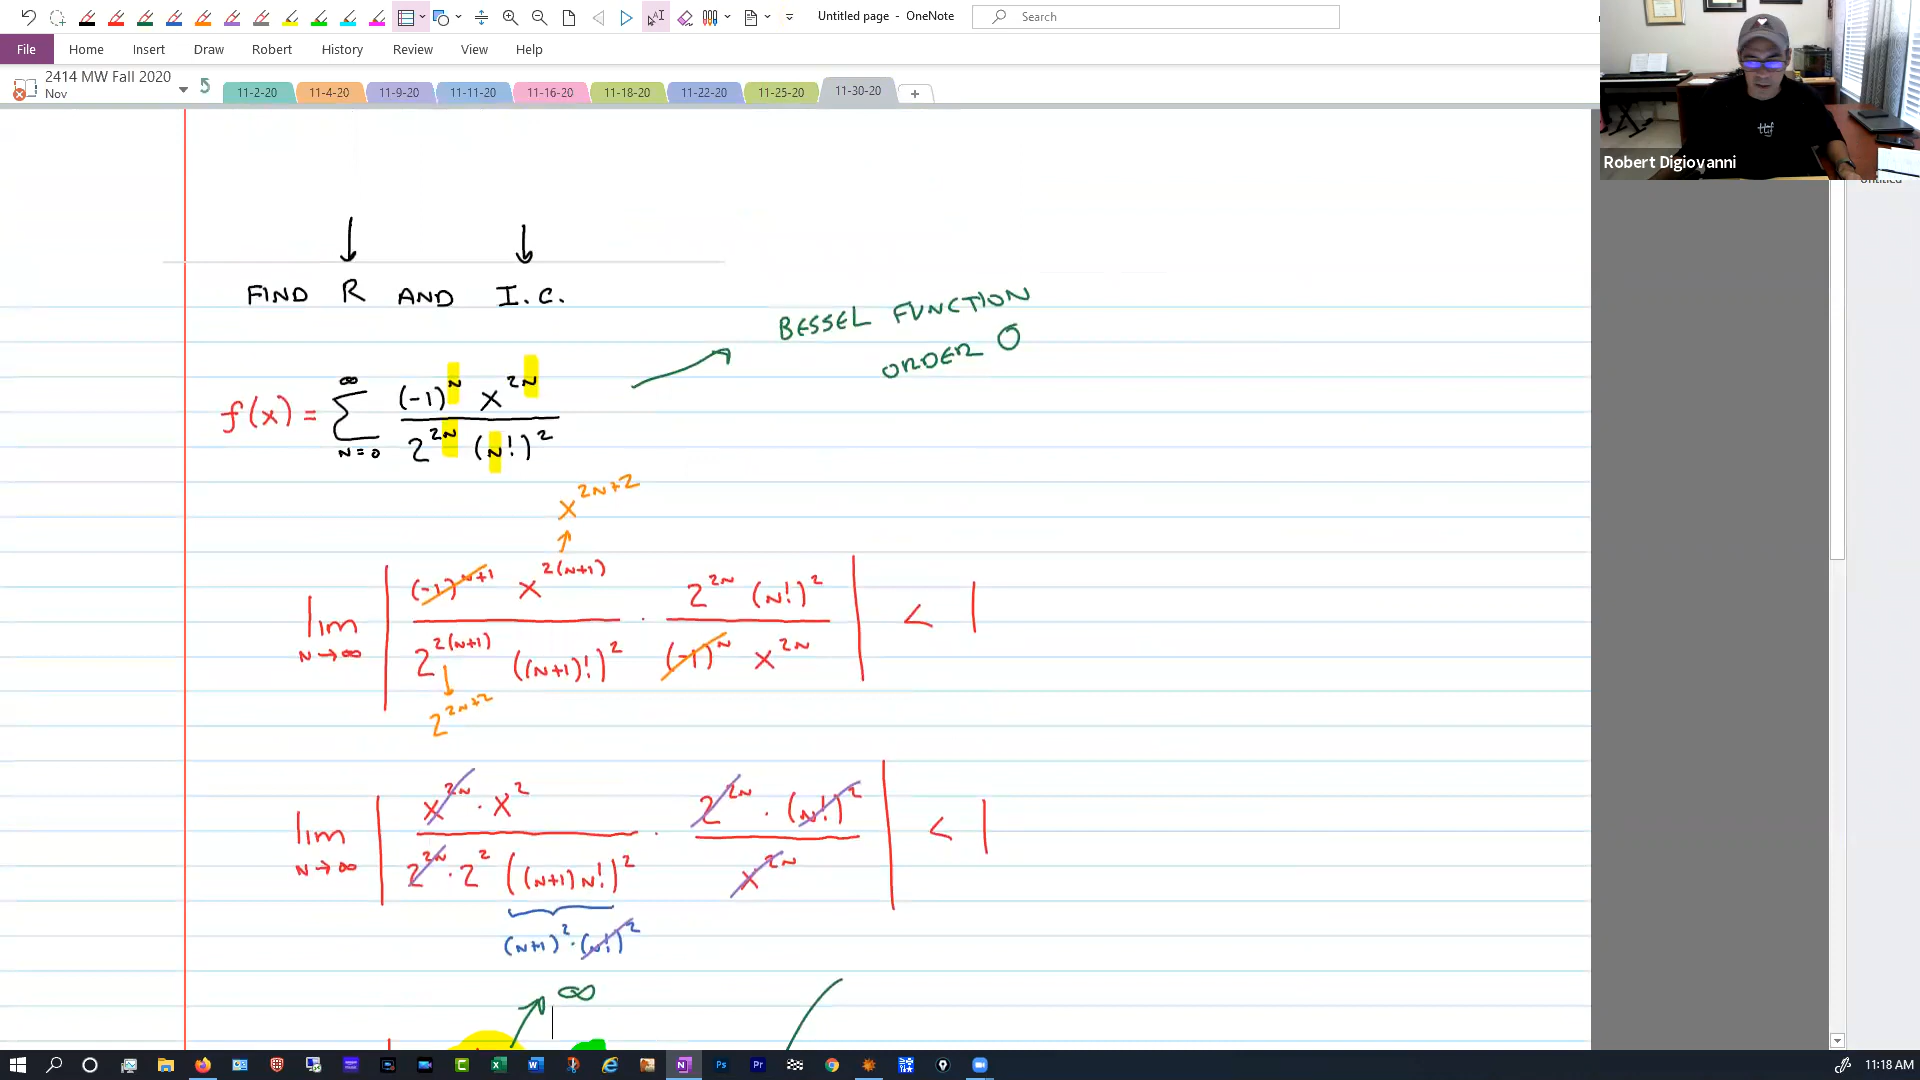 Untitled page - OneNote
Search
File Home Insert Draw Robert History Review View Help
2414 MW Fall 2020
Nov
11-2-20 11-4-20 11-9-20 11-11-20 11-16-20 11-18-20 11-22-20 11-25-20 11-30-20
Robert Digiovanni
FIND R AND I.C.
BESSEL FUNCTION
ORDER 0
f(x) = ∑_{N=0}^{∞} (-1)^N x^{2N} / 2^{2N} (N!)^2
x^{2N+2}
lim_{N→∞} | (-1)^{N+1} x^{2(N+1)} / 2^{2(N+1)} ((N+1)!)^2 · 2^{2N} (N!)^2 / (-1)^N x^{2N} | < 1
2^{2N+2}
lim_{N→∞} | x^{2N} · x^2 / 2^{2N} · 2^2 ((N+1) N!)^2 · 2^{2N} · (N!)^2 / x^{2N} | < 1
(N+1)^2 · (N!)^2
∞
11:18 AM